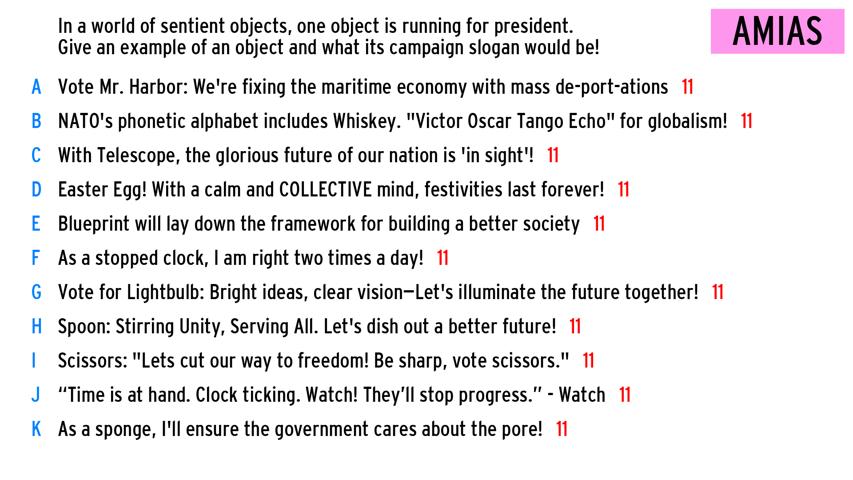 In a world of sentient objects, one object is running for president.
Give an example of an object and what its campaign slogan would be!
AMIAS
A Vote Mr. Harbor: We're fixing the maritime economy with mass de-port-ations 11
B NATO's phonetic alphabet includes Whiskey. "Victor Oscar Tango Echo" for globalism! 11
C With Telescope, the glorious future of our nation is 'in sight'! 11
D Easter Egg! With a calm and COLLECTIVE mind, festivities last forever! 11
E Blueprint will lay down the framework for building a better society 11
F As a stopped clock, I am right two times a day! 11
G Vote for Lightbulb: Bright ideas, clear vision—Let's illuminate the future together! 11
H Spoon: Stirring Unity, Serving All. Let's dish out a better future! 11
I Scissors: "Lets cut our way to freedom! Be sharp, vote scissors." 11
J “Time is at hand. Clock ticking. Watch! They’ll stop progress.” - Watch 11
K As a sponge, I'll ensure the government cares about the pore! 11